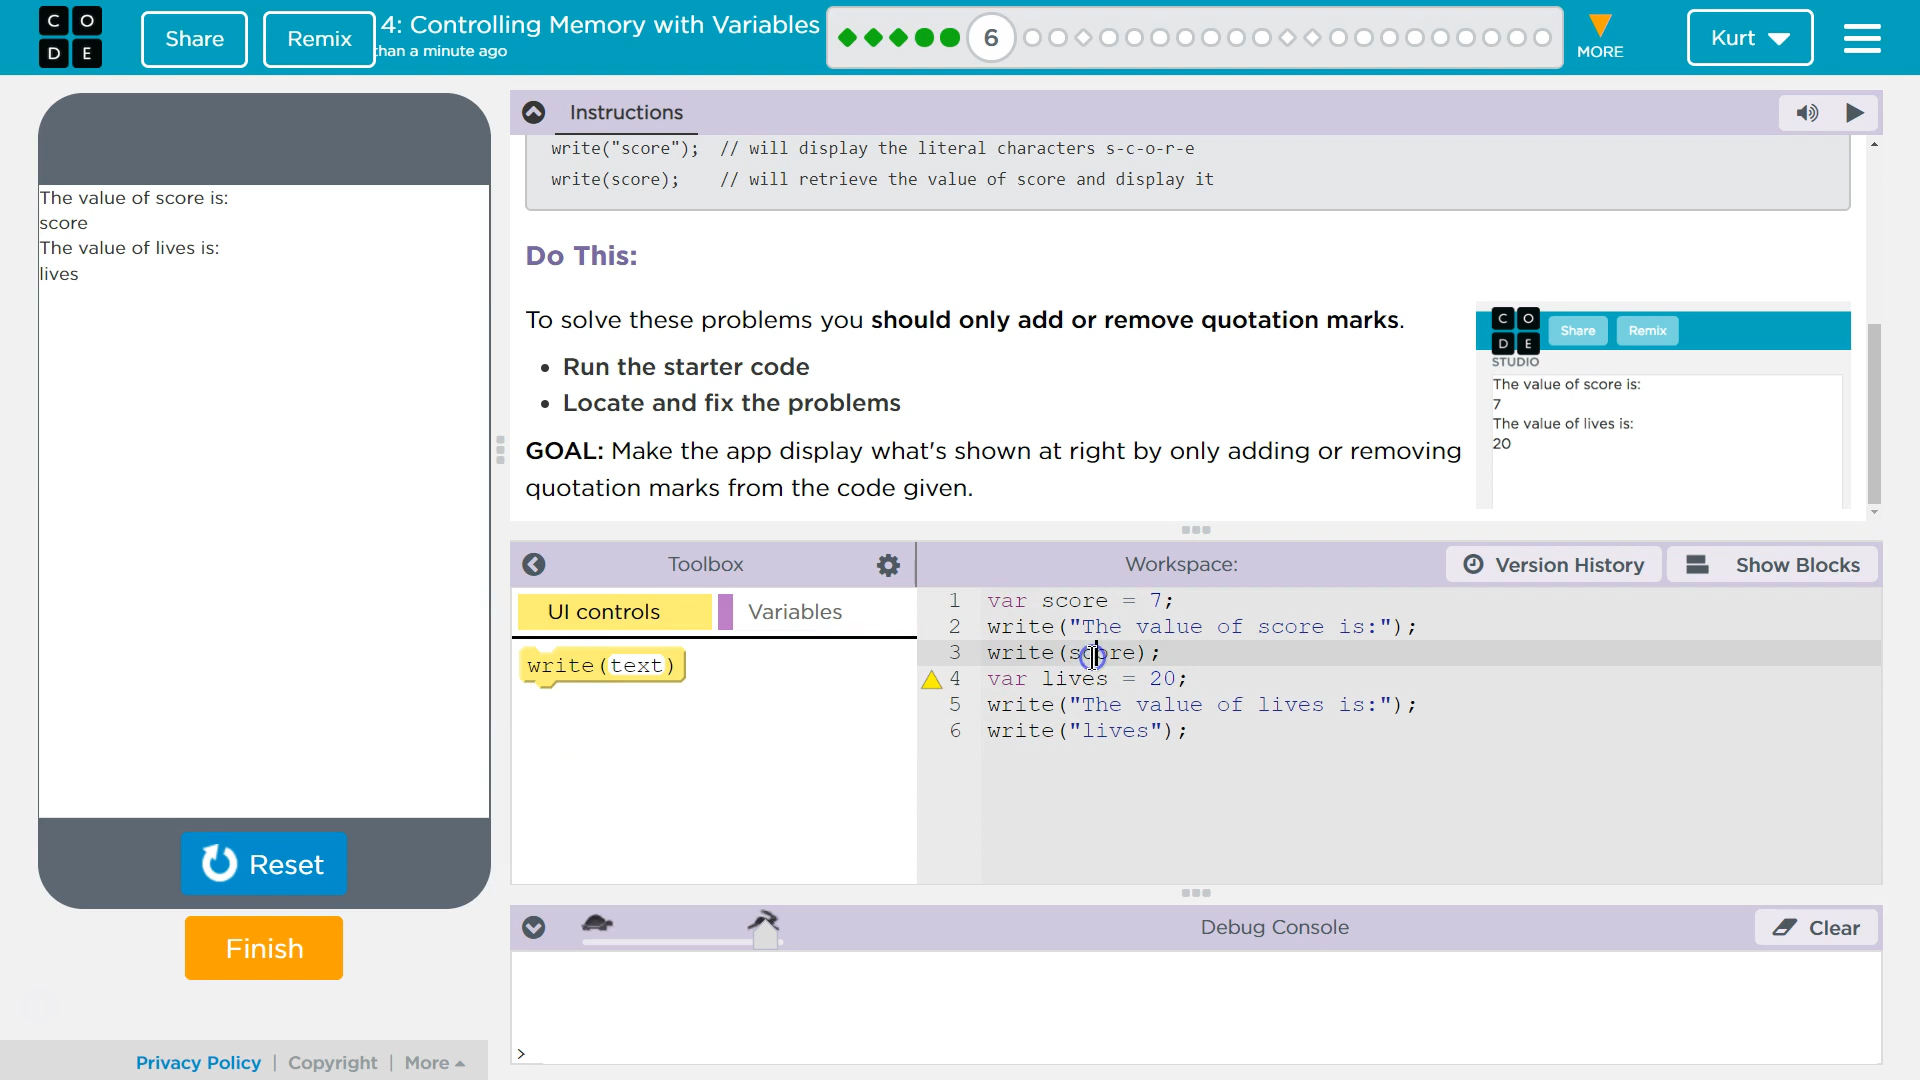 C O D E
Share
Remix
4: Controlling Memory with Variables
than a minute ago
6
MORE
Kurt
Instructions
write("score");  // will display the literal characters s-c-o-r-e
write(score);    // will retrieve the value of score and display it
Do This:
To solve these problems you should only add or remove quotation marks.
• Run the starter code
• Locate and fix the problems
GOAL: Make the app display what's shown at right by only adding or removing
quotation marks from the code given.
C O D E
STUDIO
Share
Remix
The value of score is:
7
The value of lives is:
20
The value of score is:
score
The value of lives is:
lives
Reset
Finish
Toolbox
Workspace:
Version History
Show Blocks
UI controls
Variables
write(text)
1 var score = 7;
2 write("The value of score is:");
3 write(score);
4 var lives = 20;
5 write("The value of lives is:");
6 write("lives");
Debug Console
Clear
>
Privacy Policy | Copyright | More